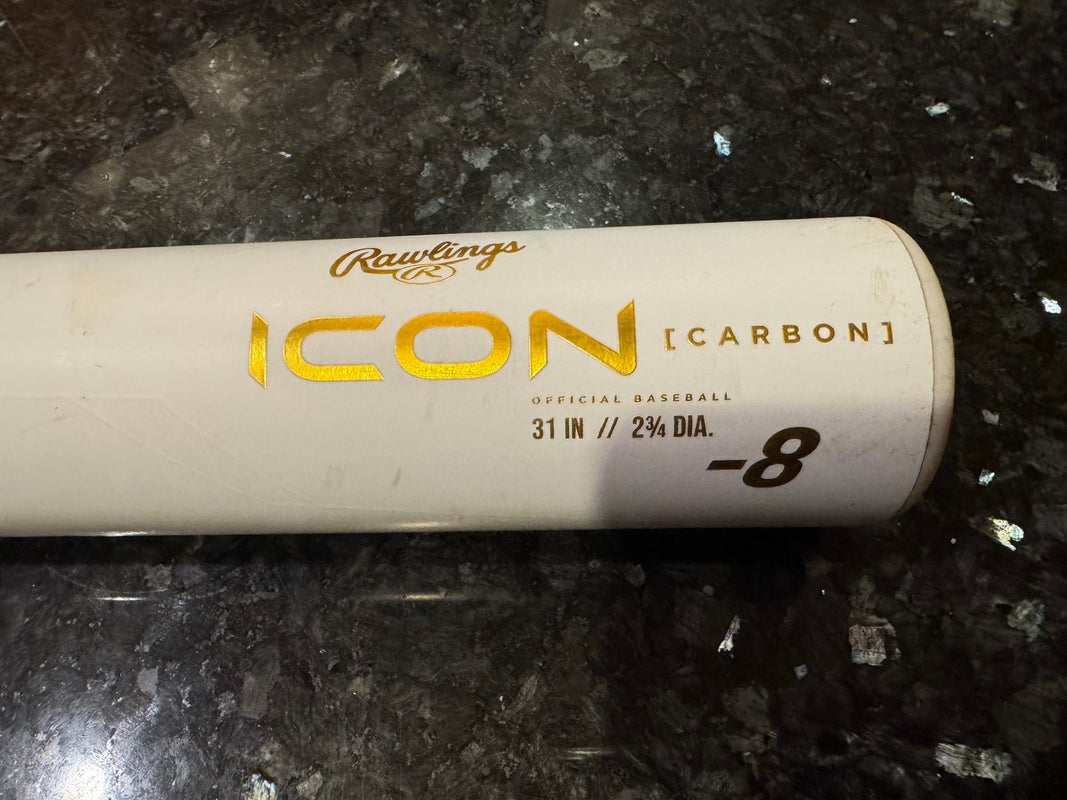 Rawlings
R
ICON [CARBON]
OFFICIAL BASEBALL
31 IN // 2¾ DIA.
-8